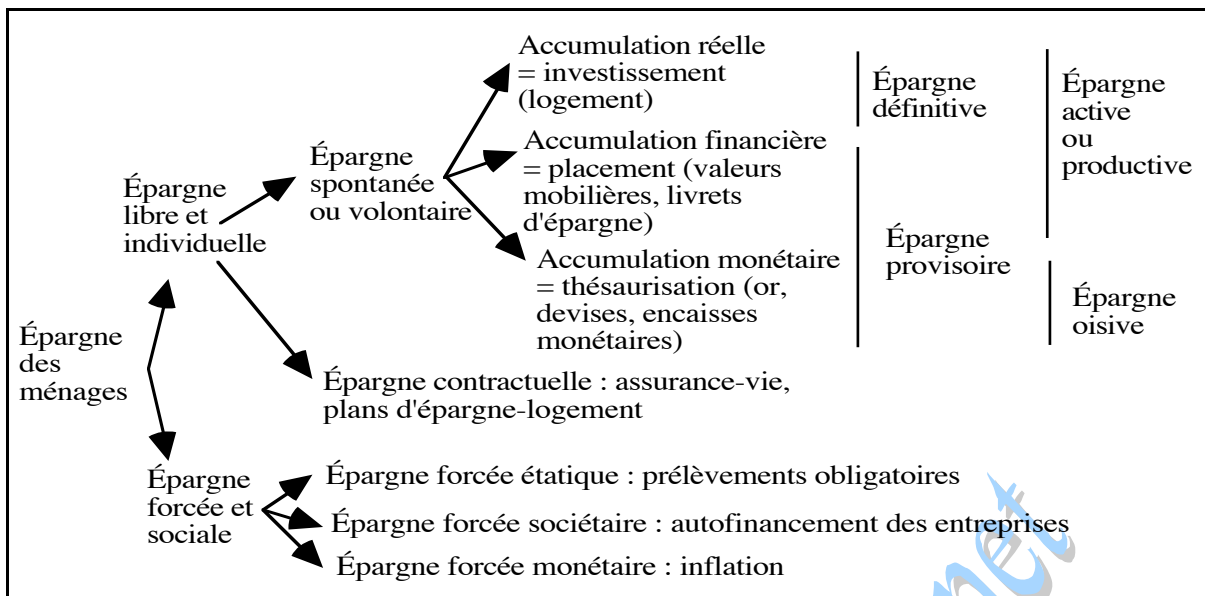 Épargne
des
ménages
Épargne
libre et
individuelle
Épargne
spontanée
ou volontaire
Accumulation réelle
= investissement
(logement)
Accumulation financière
= placement (valeurs
mobilières, livrets
d'épargne)
Accumulation monétaire
= thésaurisation (or,
devises, encaisses
monétaires)
Épargne
définitive
Épargne
provisoire
Épargne
active
ou
productive
Épargne
oisive
Épargne contractuelle : assurance-vie,
plans d'épargne-logement
Épargne
forcée et
sociale
Épargne forcée étatique : prélèvements obligatoires
Épargne forcée sociétaire : autofinancement des entreprises
Épargne forcée monétaire : inflation
net